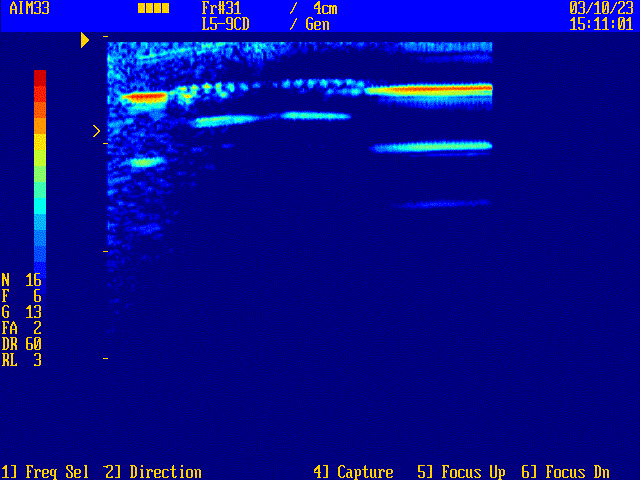 AIM33 Fr#31 / 4cm 03/10/23
L5-9CD / Gen 15:11:01
N 16
F 6
G 13
FA 2
DR 60
RL 3
1] Freq Sel 2] Direction 4] Capture 5] Focus Up 6] Focus Dn